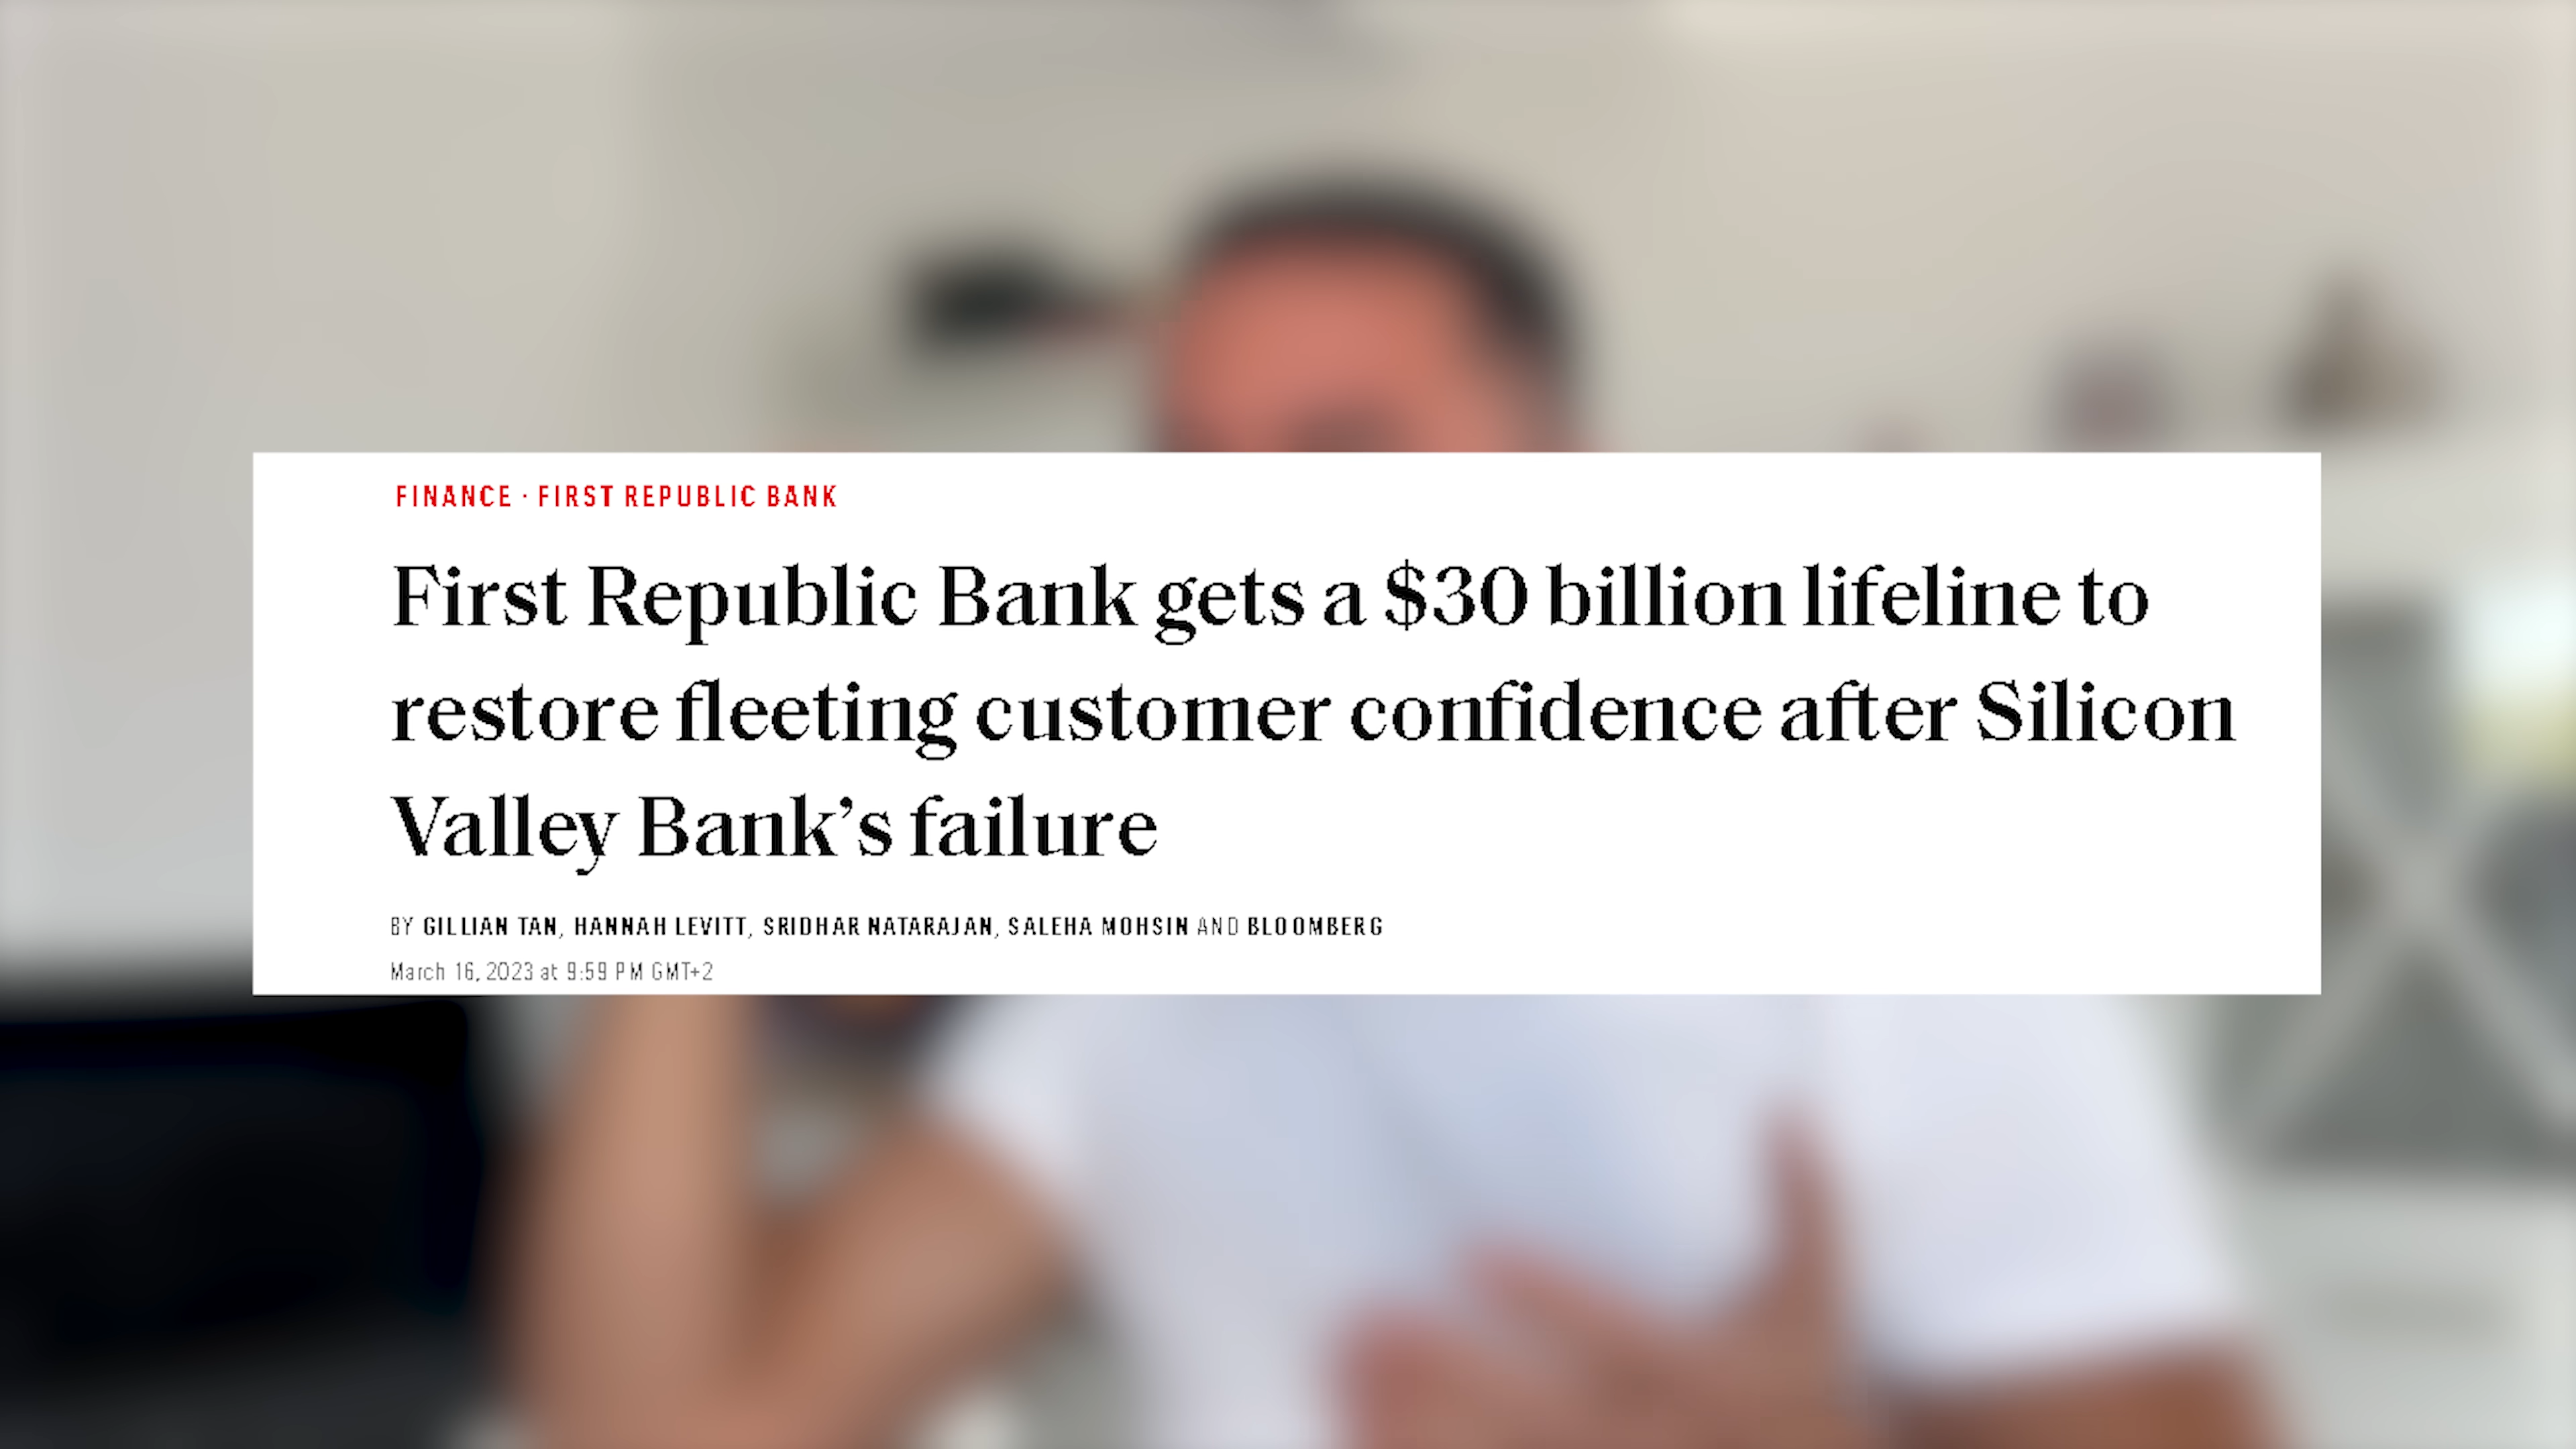 FINANCE · FIRST REPUBLIC BANK
First Republic Bank gets a $30 billion lifeline to
restore fleeting customer confidence after Silicon
Valley Bank’s failure
BY GILLIAN TAN, HANNAH LEVITT, SRIDHAR NATARAJAN, SALEHA MOHSIN AND BLOOMBERG
March 16, 2023 at 9:59 PM GMT+2